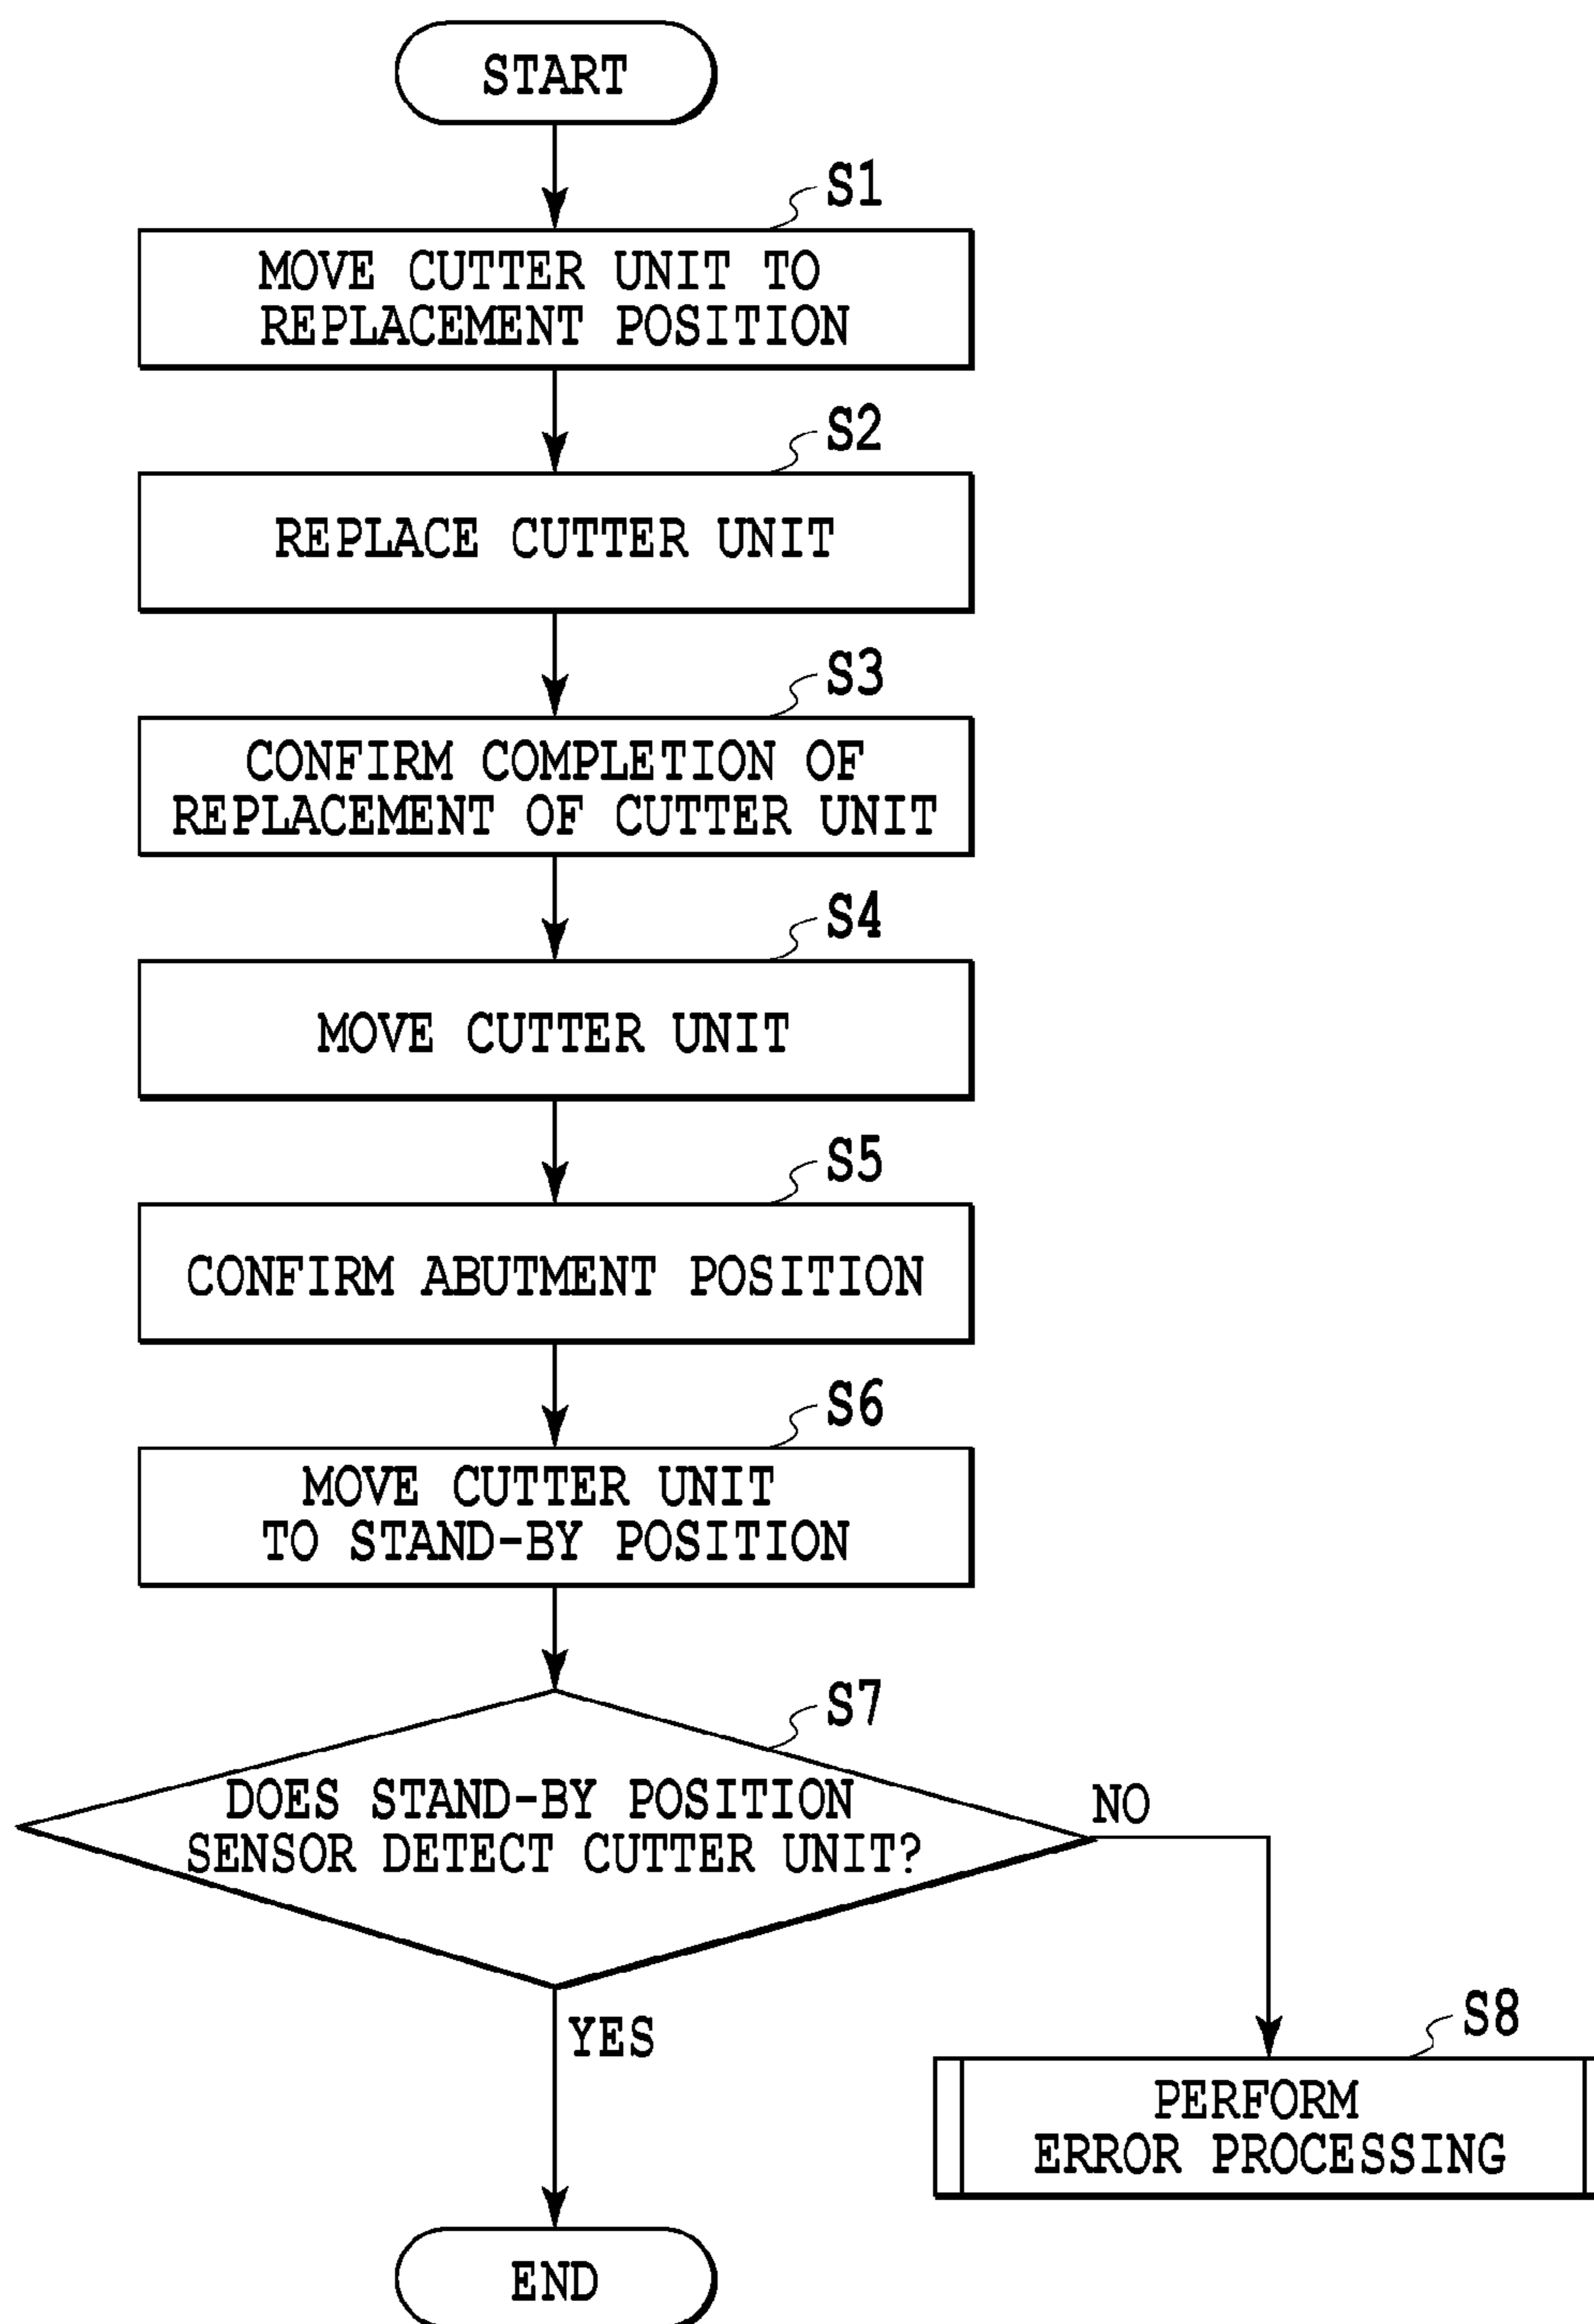 START
S1
MOVE CUTTER UNIT TO
REPLACEMENT POSITION
S2
REPLACE CUTTER UNIT
S3
CONFIRM COMPLETION OF
REPLACEMENT OF CUTTER UNIT
S4
MOVE CUTTER UNIT
S5
CONFIRM ABUTMENT POSITION
S6
MOVE CUTTER UNIT
TO STAND-BY POSITION
S7
DOES STAND-BY POSITION
SENSOR DETECT CUTTER UNIT?
NO
YES
S8
PERFORM
ERROR PROCESSING
END